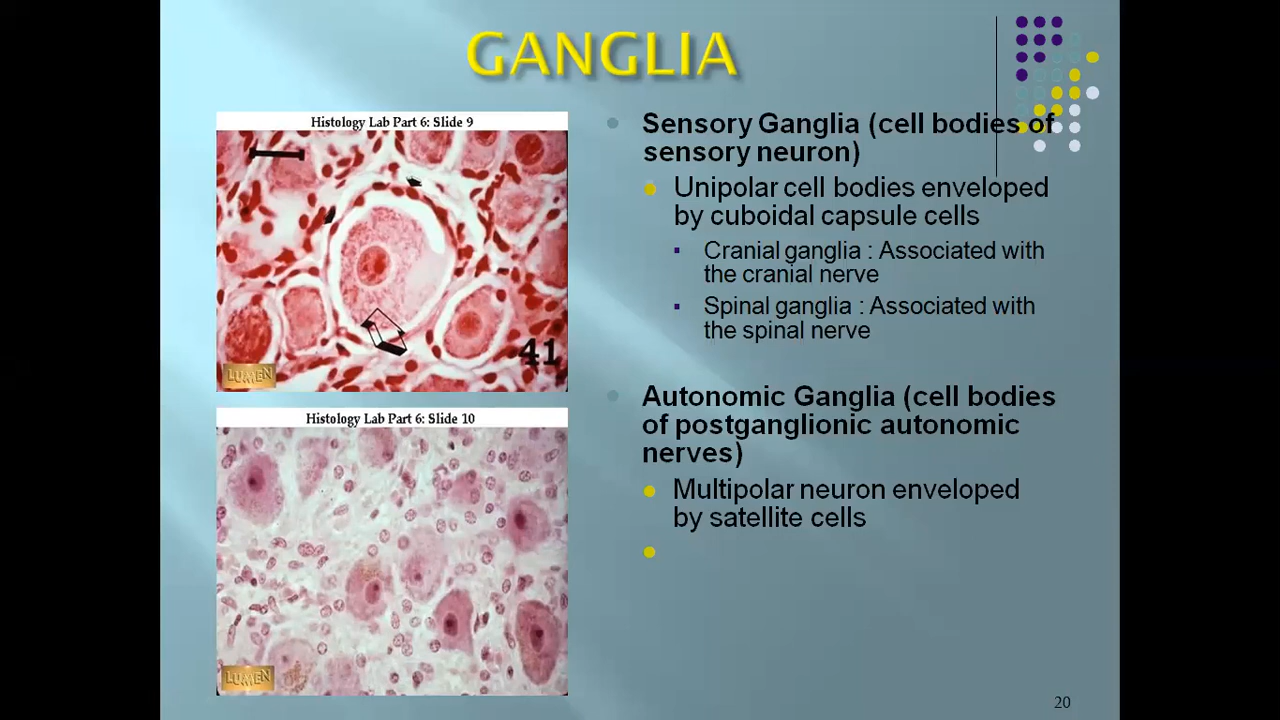 GANGLIA
Histology Lab Part 6: Slide 9
41
LUMEN
Histology Lab Part 6: Slide 10
LUMEN
Sensory Ganglia (cell bodies of
sensory neuron)
Unipolar cell bodies enveloped
by cuboidal capsule cells
Cranial ganglia : Associated with
the cranial nerve
Spinal ganglia : Associated with
the spinal nerve
Autonomic Ganglia (cell bodies
of postganglionic autonomic
nerves)
Multipolar neuron enveloped
by satellite cells
20